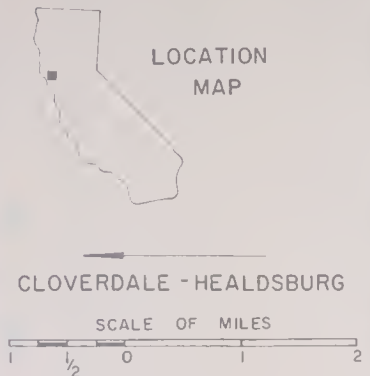 LOCATION
MAP
CLOVERDALE - HEALDSBURG
SCALE OF MILES
1 1/2 0 1 2